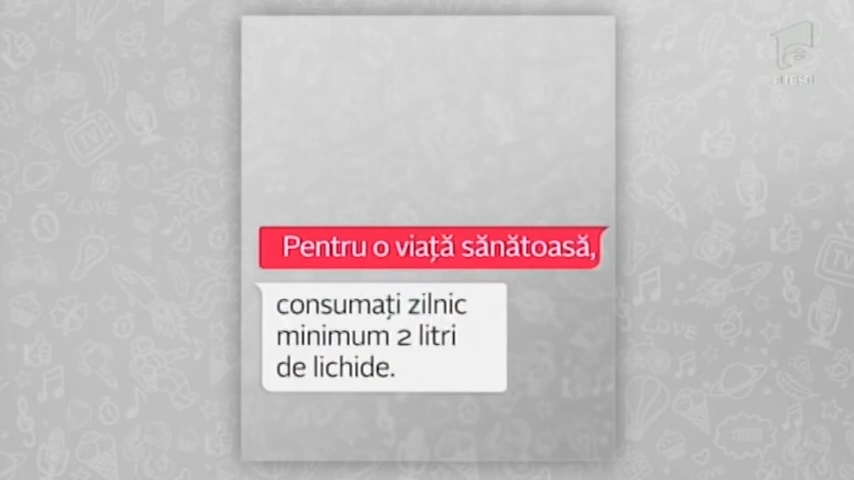 Pentru o viață sănătoasă,
consumați zilnic
minimum 2 litri
de lichide.